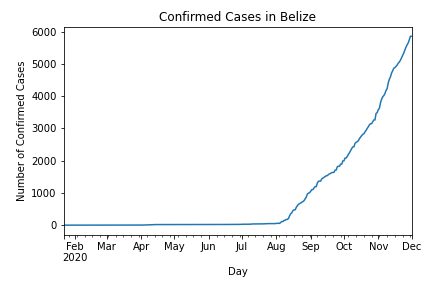 Confirmed Cases in Belize
Number of Confirmed Cases
6000
5000
4000
3000
2000
1000
0
Feb Mar Apr May Jun Jul Aug Sep Oct Nov Dec
2020
Day